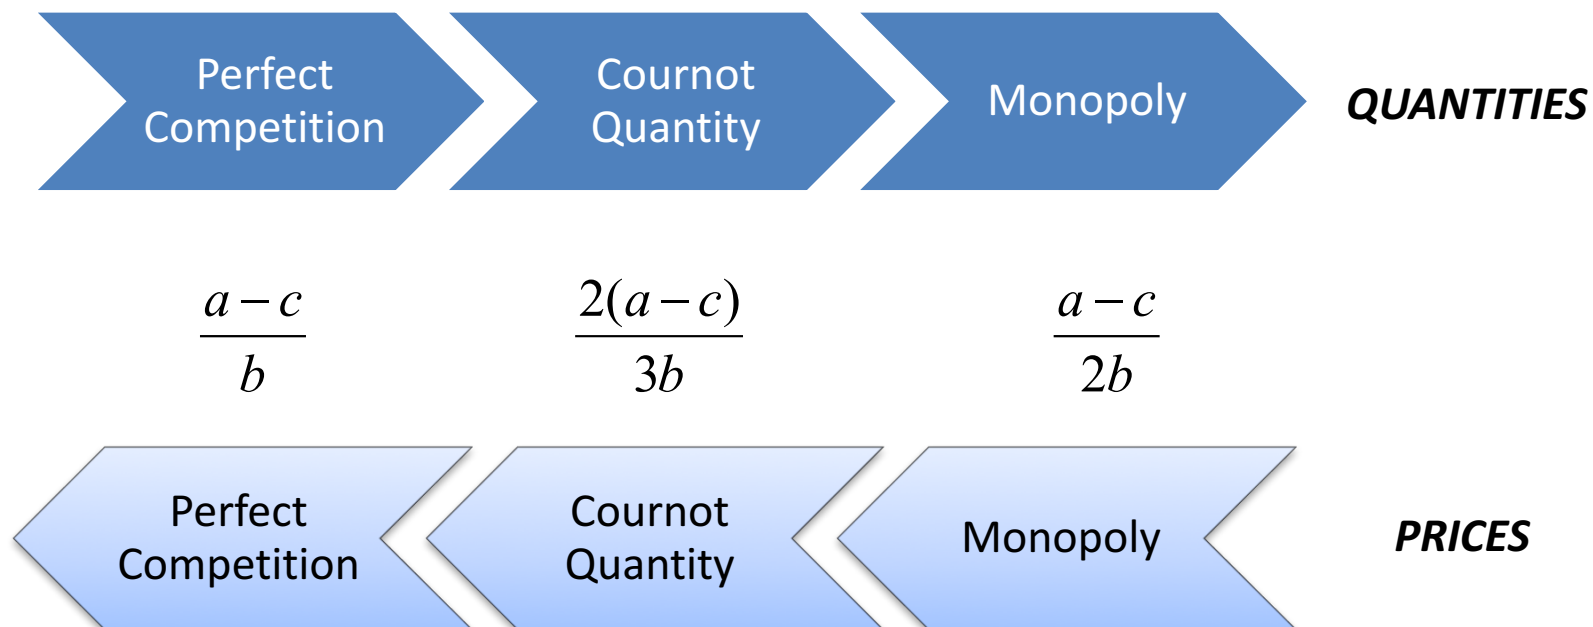 Perfect
Competition
Cournot
Quantity
Monopoly
QUANTITIES
a − c
b
2(a − c)
3b
a − c
2b
Perfect
Competition
Cournot
Quantity
Monopoly
PRICES